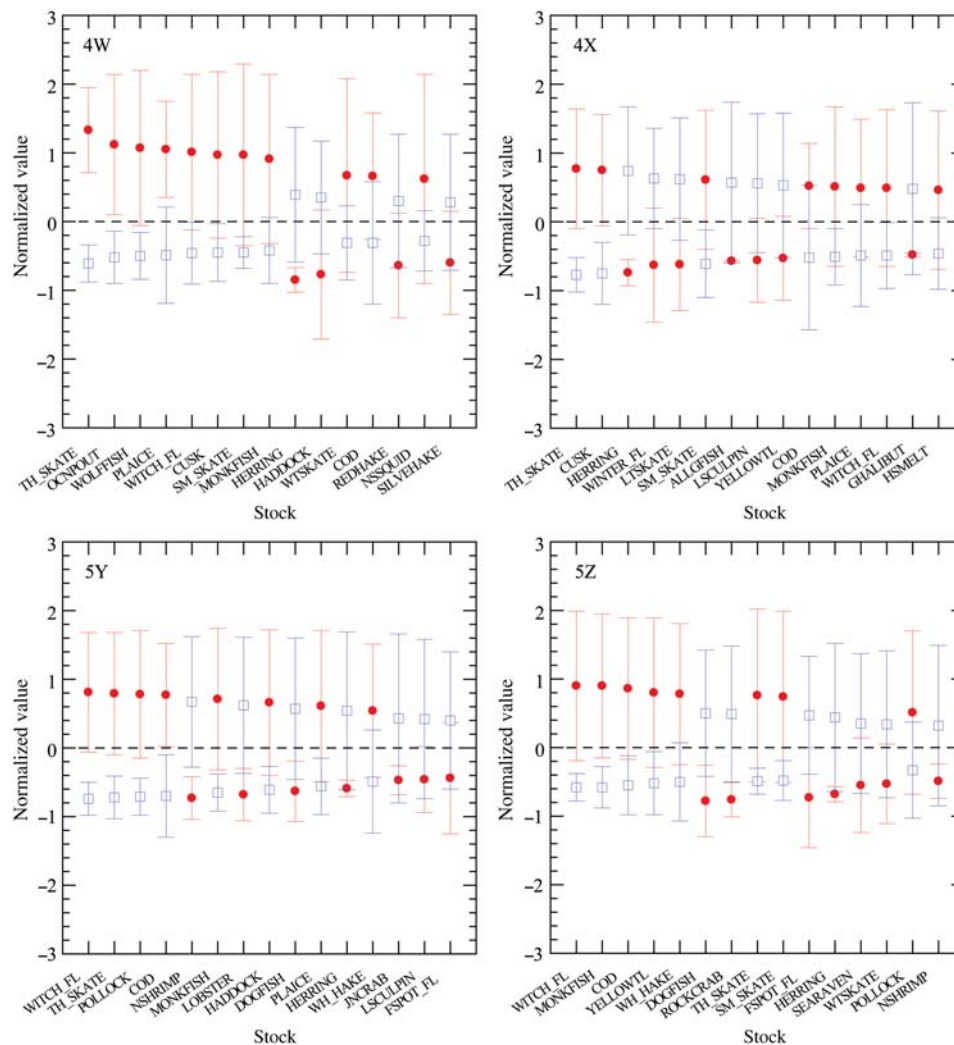 3
4W
2
1
0
−1
−2
−3
Normalized value
TH_SKATE
OCNPOUT
WOLFFISH
PLAICE
WITCH_FL
CUSK
SM_SKATE
MONKFISH
HERRING
HADDOCK
WTSKATE
COD
REDHAKE
NSSQUID
SILVEHAKE
Stock
3
4X
2
1
0
−1
−2
−3
Normalized value
TH_SKATE
CUSK
HERRING
WINTER_FL
LTSKATE
SM_SKATE
ALLGFISH
LSCULPIN
YELLOWTL
COD
MONKFISH
PLAICE
WITCH_FL
GHALIBUT
HSMELT
Stock
3
5Y
2
1
0
−1
−2
−3
Normalized value
WITCH_FL
TH_SKATE
POLLOCK
COD
NSHRIMP
MONKFISH
LOBSTER
HADDOCK
DOGFISH
PLAICE
HERRING
WH_HAKE
JNCRAB
LSCULPIN
FSPOT_FL
Stock
3
5Z
2
1
0
−1
−2
−3
Normalized value
WITCH_FL
MONKFISH
COD
YELLOWTL
WH_HAKE
DOGFISH
ROCKCRAB
TH_SKATE
SM_SKATE
FSPOT_FL
HERRING
SEARAVEN
WTSKATE
POLLOCK
NSHRIMP
Stock